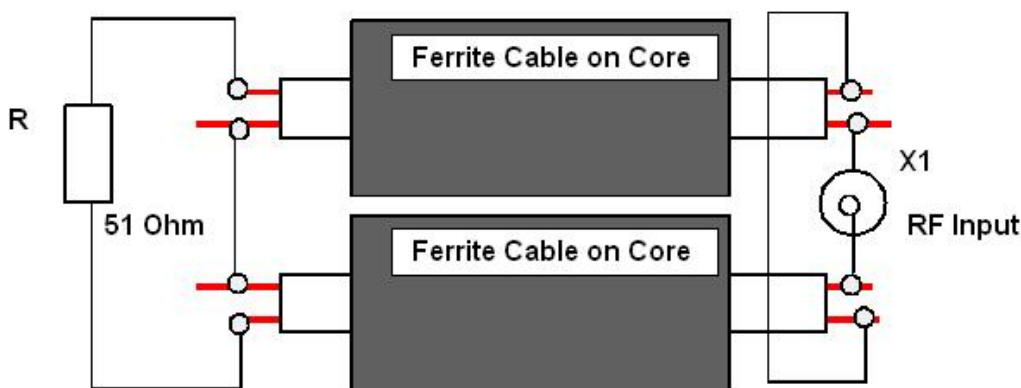 Ferrite Cable on Core
R
X1
51 Ohm
RF Input
Ferrite Cable on Core